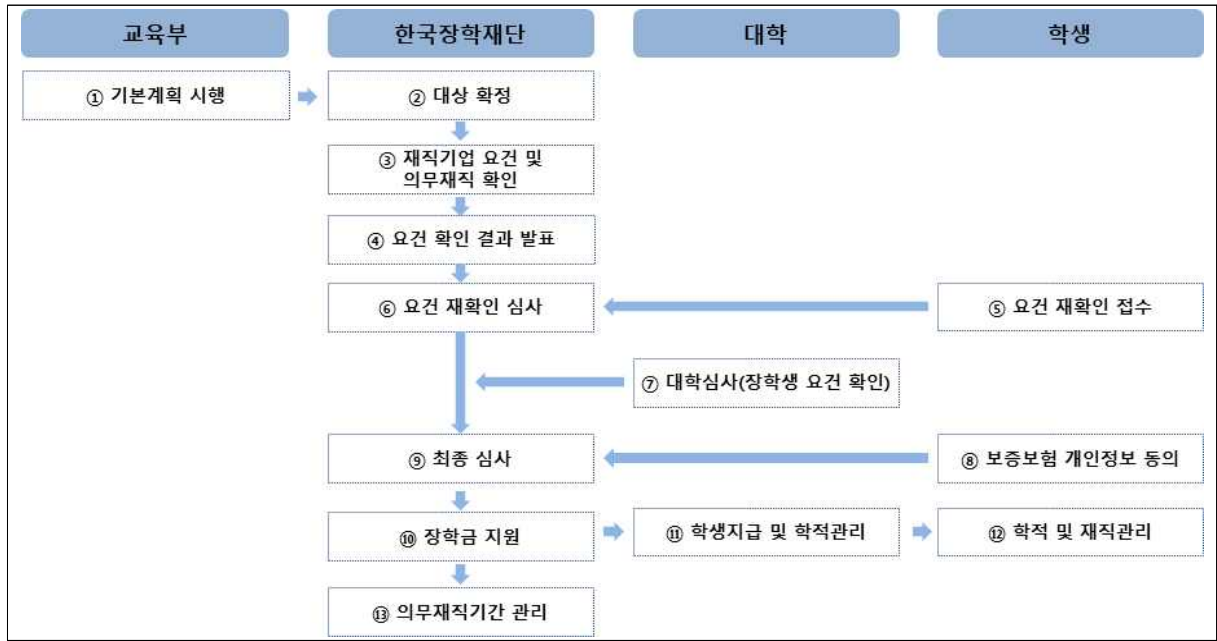 교육부
한국장학재단
대학
학생
① 기본계획 시행
② 대상 확정
③ 재직기업 요건 및
의무재직 확인
④ 요건 확인 결과 발표
⑥ 요건 재확인 심사
⑤ 요건 재확인 접수
⑦ 대학심사(장학생 요건 확인)
⑨ 최종 심사
⑧ 보증보험 개인정보 동의
⑩ 장학금 지원
⑪ 학생지급 및 학적관리
⑫ 학적 및 재직관리
⑬ 의무재직기간 관리